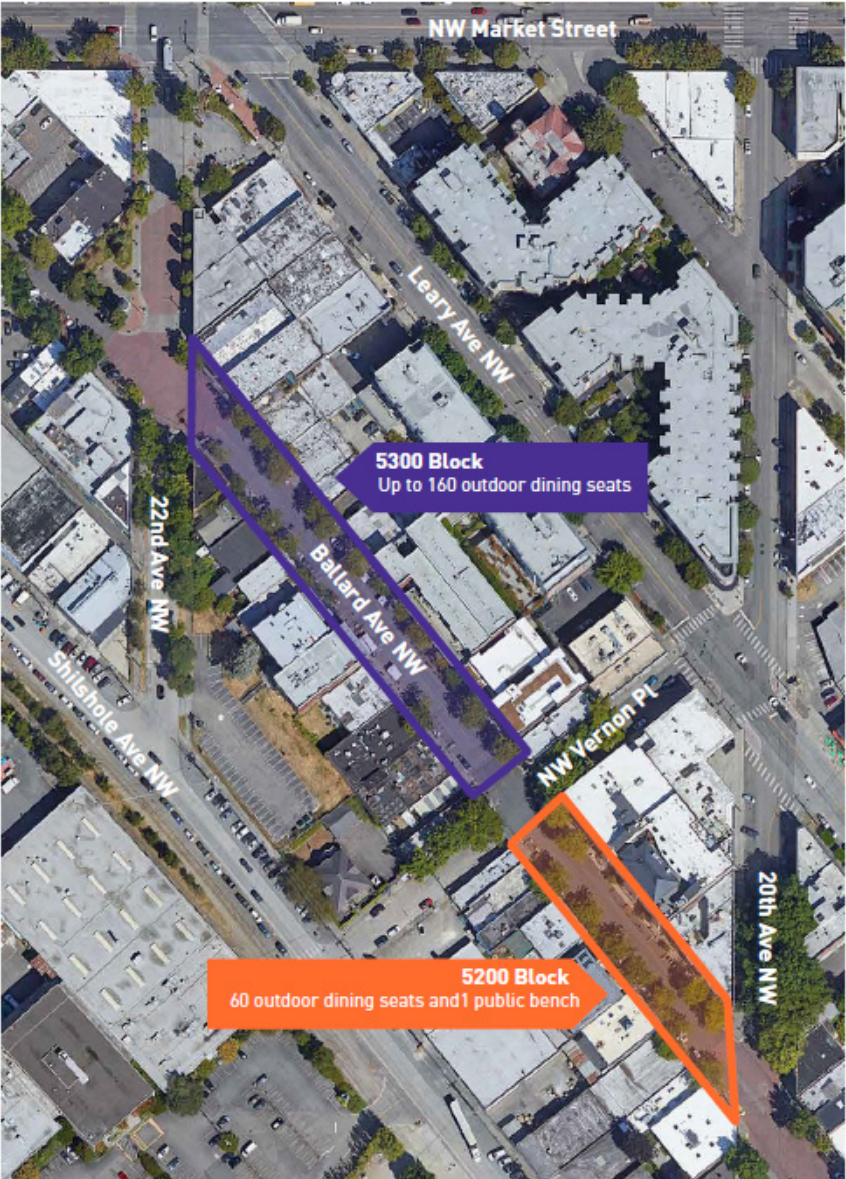 NW Market Street
Leary Ave NW
5300 Block
Up to 160 outdoor dining seats
22nd Ave NW
Ballard Ave NW
Shilshole Ave NW
NW Vernon Pl
20th Ave NW
5200 Block
60 outdoor dining seats and1 public bench